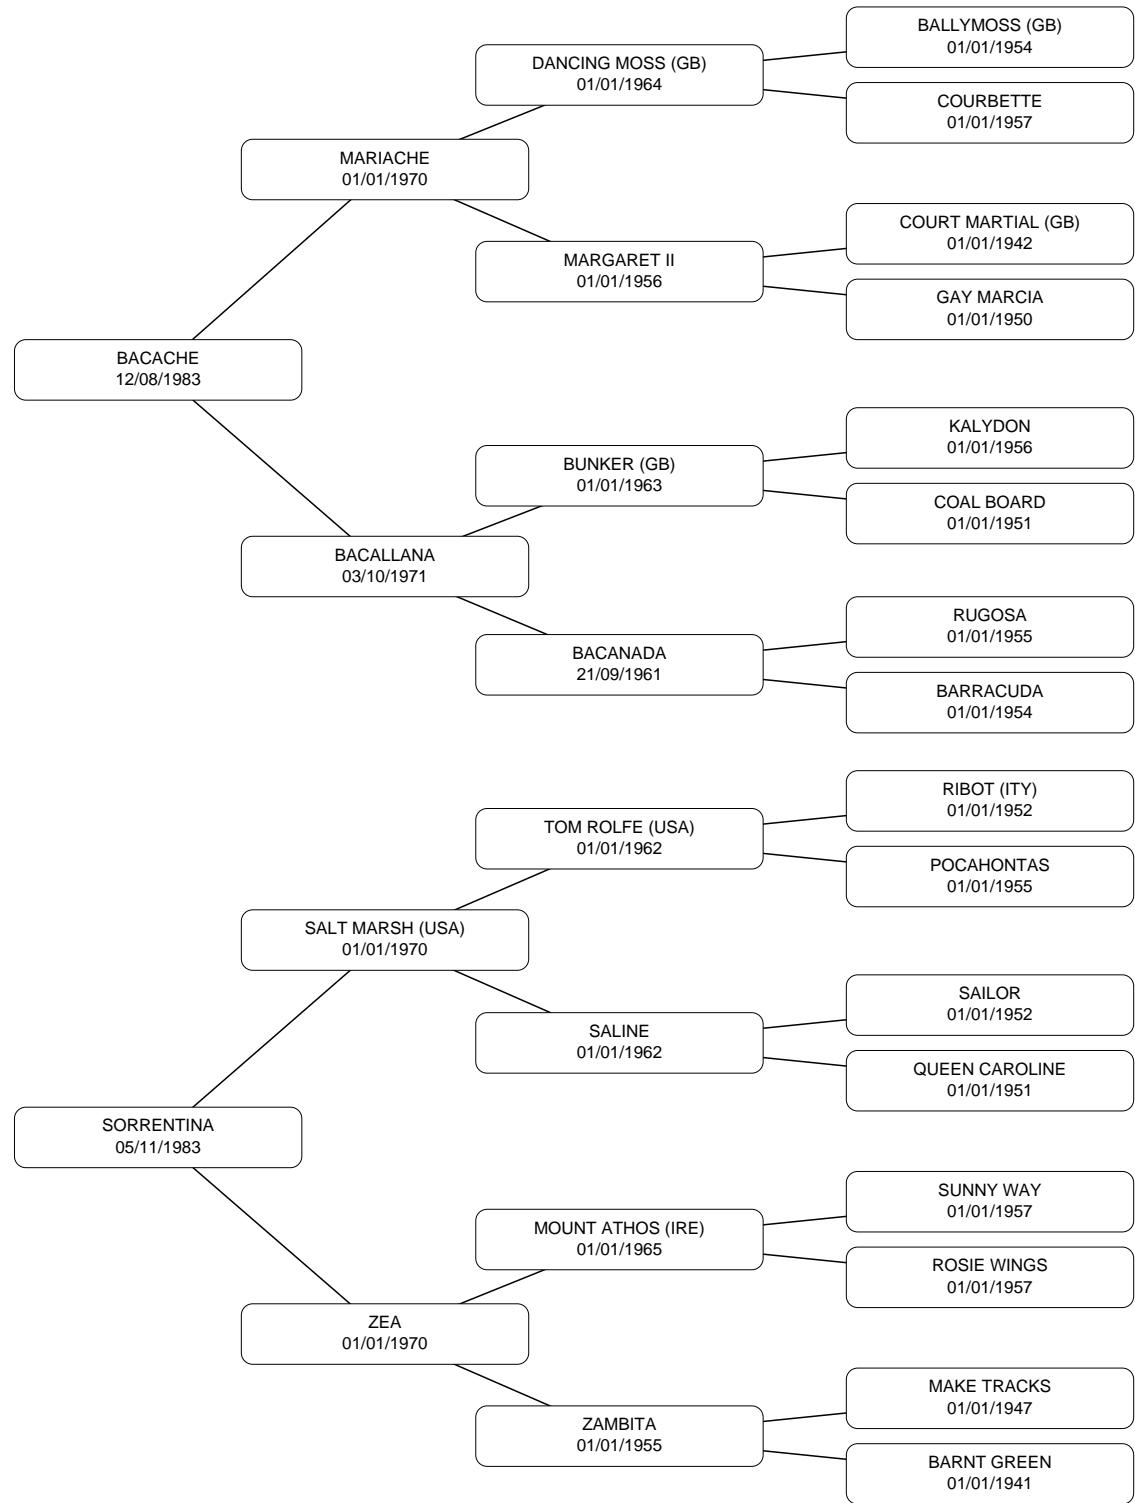 BALLYMOSS (GB)
01/01/1954
DANCING MOSS (GB)
01/01/1964
COURBETTE
01/01/1957
MARIACHE
01/01/1970
COURT MARTIAL (GB)
01/01/1942
MARGARET II
01/01/1956
GAY MARCIA
01/01/1950
BACACHE
12/08/1983
KALYDON
01/01/1956
BUNKER (GB)
01/01/1963
COAL BOARD
01/01/1951
BACALLANA
03/10/1971
RUGOSA
01/01/1955
BACANADA
21/09/1961
BARRACUDA
01/01/1954
RIBOT (ITY)
01/01/1952
TOM ROLFE (USA)
01/01/1962
POCAHONTAS
01/01/1955
SALT MARSH (USA)
01/01/1970
SAILOR
01/01/1952
SALINE
01/01/1962
QUEEN CAROLINE
01/01/1951
SORRENTINA
05/11/1983
SUNNY WAY
01/01/1957
MOUNT ATHOS (IRE)
01/01/1965
ROSIE WINGS
01/01/1957
ZEA
01/01/1970
MAKE TRACKS
01/01/1947
ZAMBITA
01/01/1955
BARNT GREEN
01/01/1941